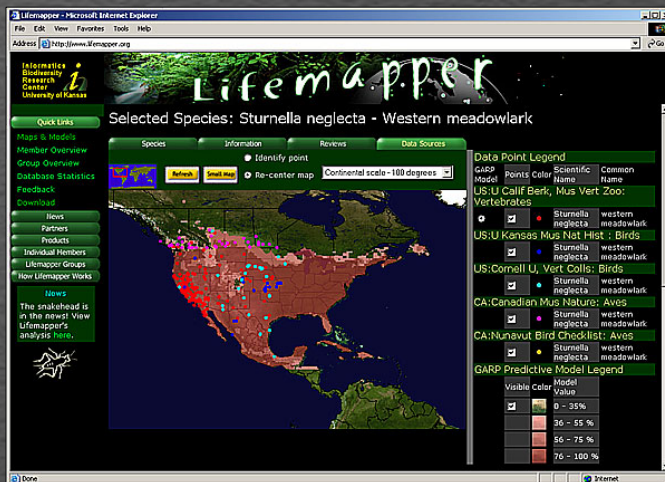 Lifemapper - Microsoft Internet Explorer
File Edit View Favorites Tools Help
Address http://www.lifemapper.org Go
Informatics
Biodiversity
Research
Center
University of Kansas
Lifemapper
Selected Species: Sturnella neglecta - Western meadowlark
Quick Links
Maps & Models
Member Overview
Group Overview
Database Statistics
Feedback
Download
News
Partners
Products
Individual Members
Lifemapper Groups
How Lifemapper Works
News
The snakehead is
in the news! View
Lifemapper's
analysis here.
Species Information Reviews Data Sources
Refresh Small Map
Identify point
Re-center map
Continental scale - 100 degrees
Data Point Legend
GARP Model Points Color Scientific Name Common Name
US:U Calif Berk, Mus Vert Zoo:
Vertebrates
Sturnella neglecta western meadowlark
US:U Kansas Mus Nat Hist : Birds
Sturnella neglecta western meadowlark
US:Cornell U, Vert Colls: Birds
Sturnella neglecta western meadowlark
CA:Canadian Mus Nature: Aves
Sturnella neglecta western meadowlark
CA:Nunavut Bird Checklist: Aves
Sturnella neglecta western meadowlark
GARP Predictive Model Legend
Visible Color Model Value
0 - 35%
36 - 55 %
56 - 75 %
76 - 100 %
Done Internet